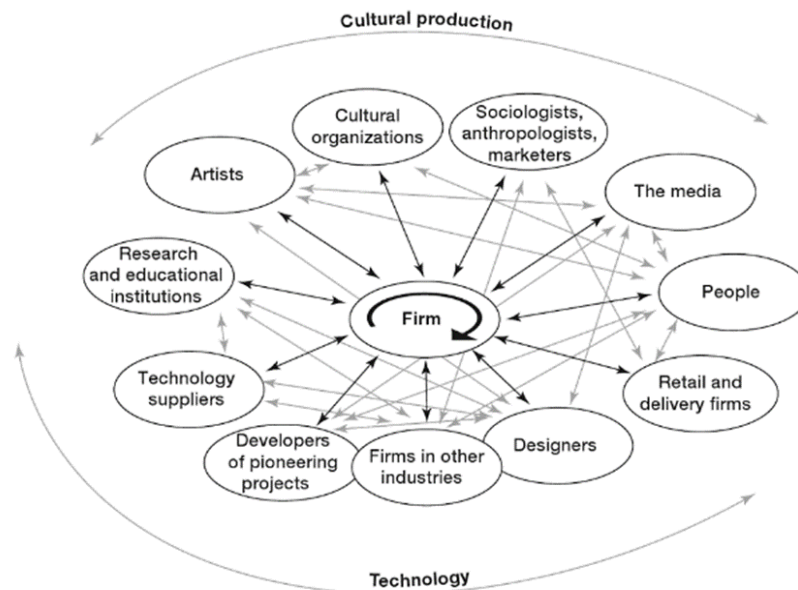 Cultural production
Cultural
organizations
Sociologists,
anthropologists,
marketers
Artists
The media
Research
and educational
institutions
Firm
People
Technology
suppliers
Retail and
delivery firms
Developers
of pioneering
projects
Firms in other
industries
Designers
Technology